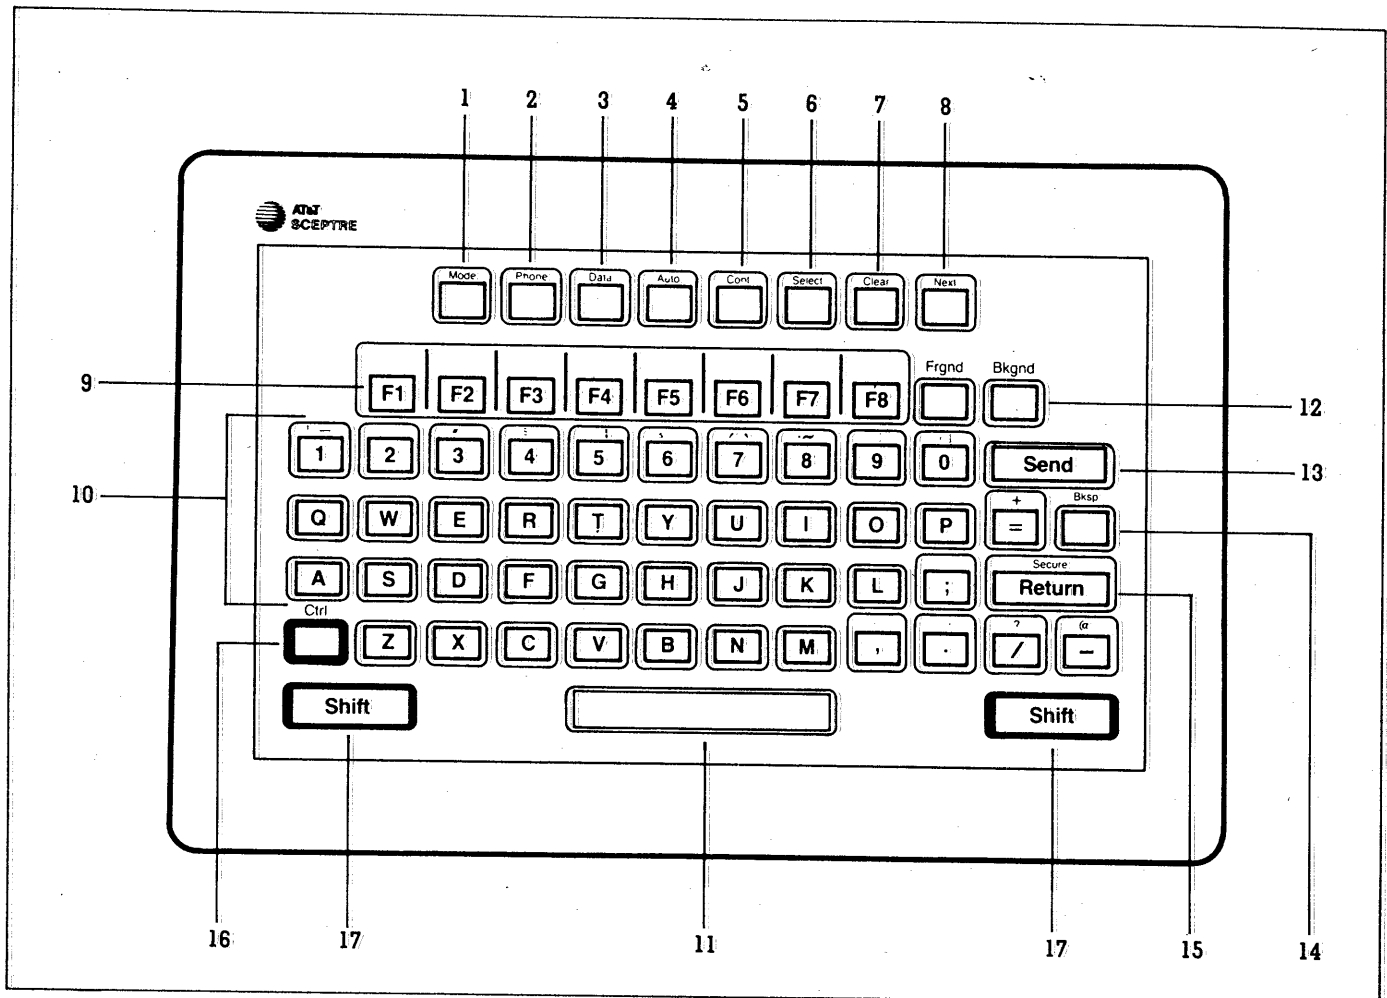 1 2 3 4 5 6 7 8
AT&T
SCEPTRE
Mode Phone Data Auto Cont Select Clear Next
9 F1 F2 F3 F4 F5 F6 F7 F8 Frgnd Bkgnd 12
1 2 3 4 5 6 7 8 9 0 Send 13
10
+ Bksp
Q W E R T Y U I O P =
Secure
A S D F G H J K L ; Return
Ctrl
? @
Z X C V B N M , . / –
Shift Shift
16 17 11 17 15 14